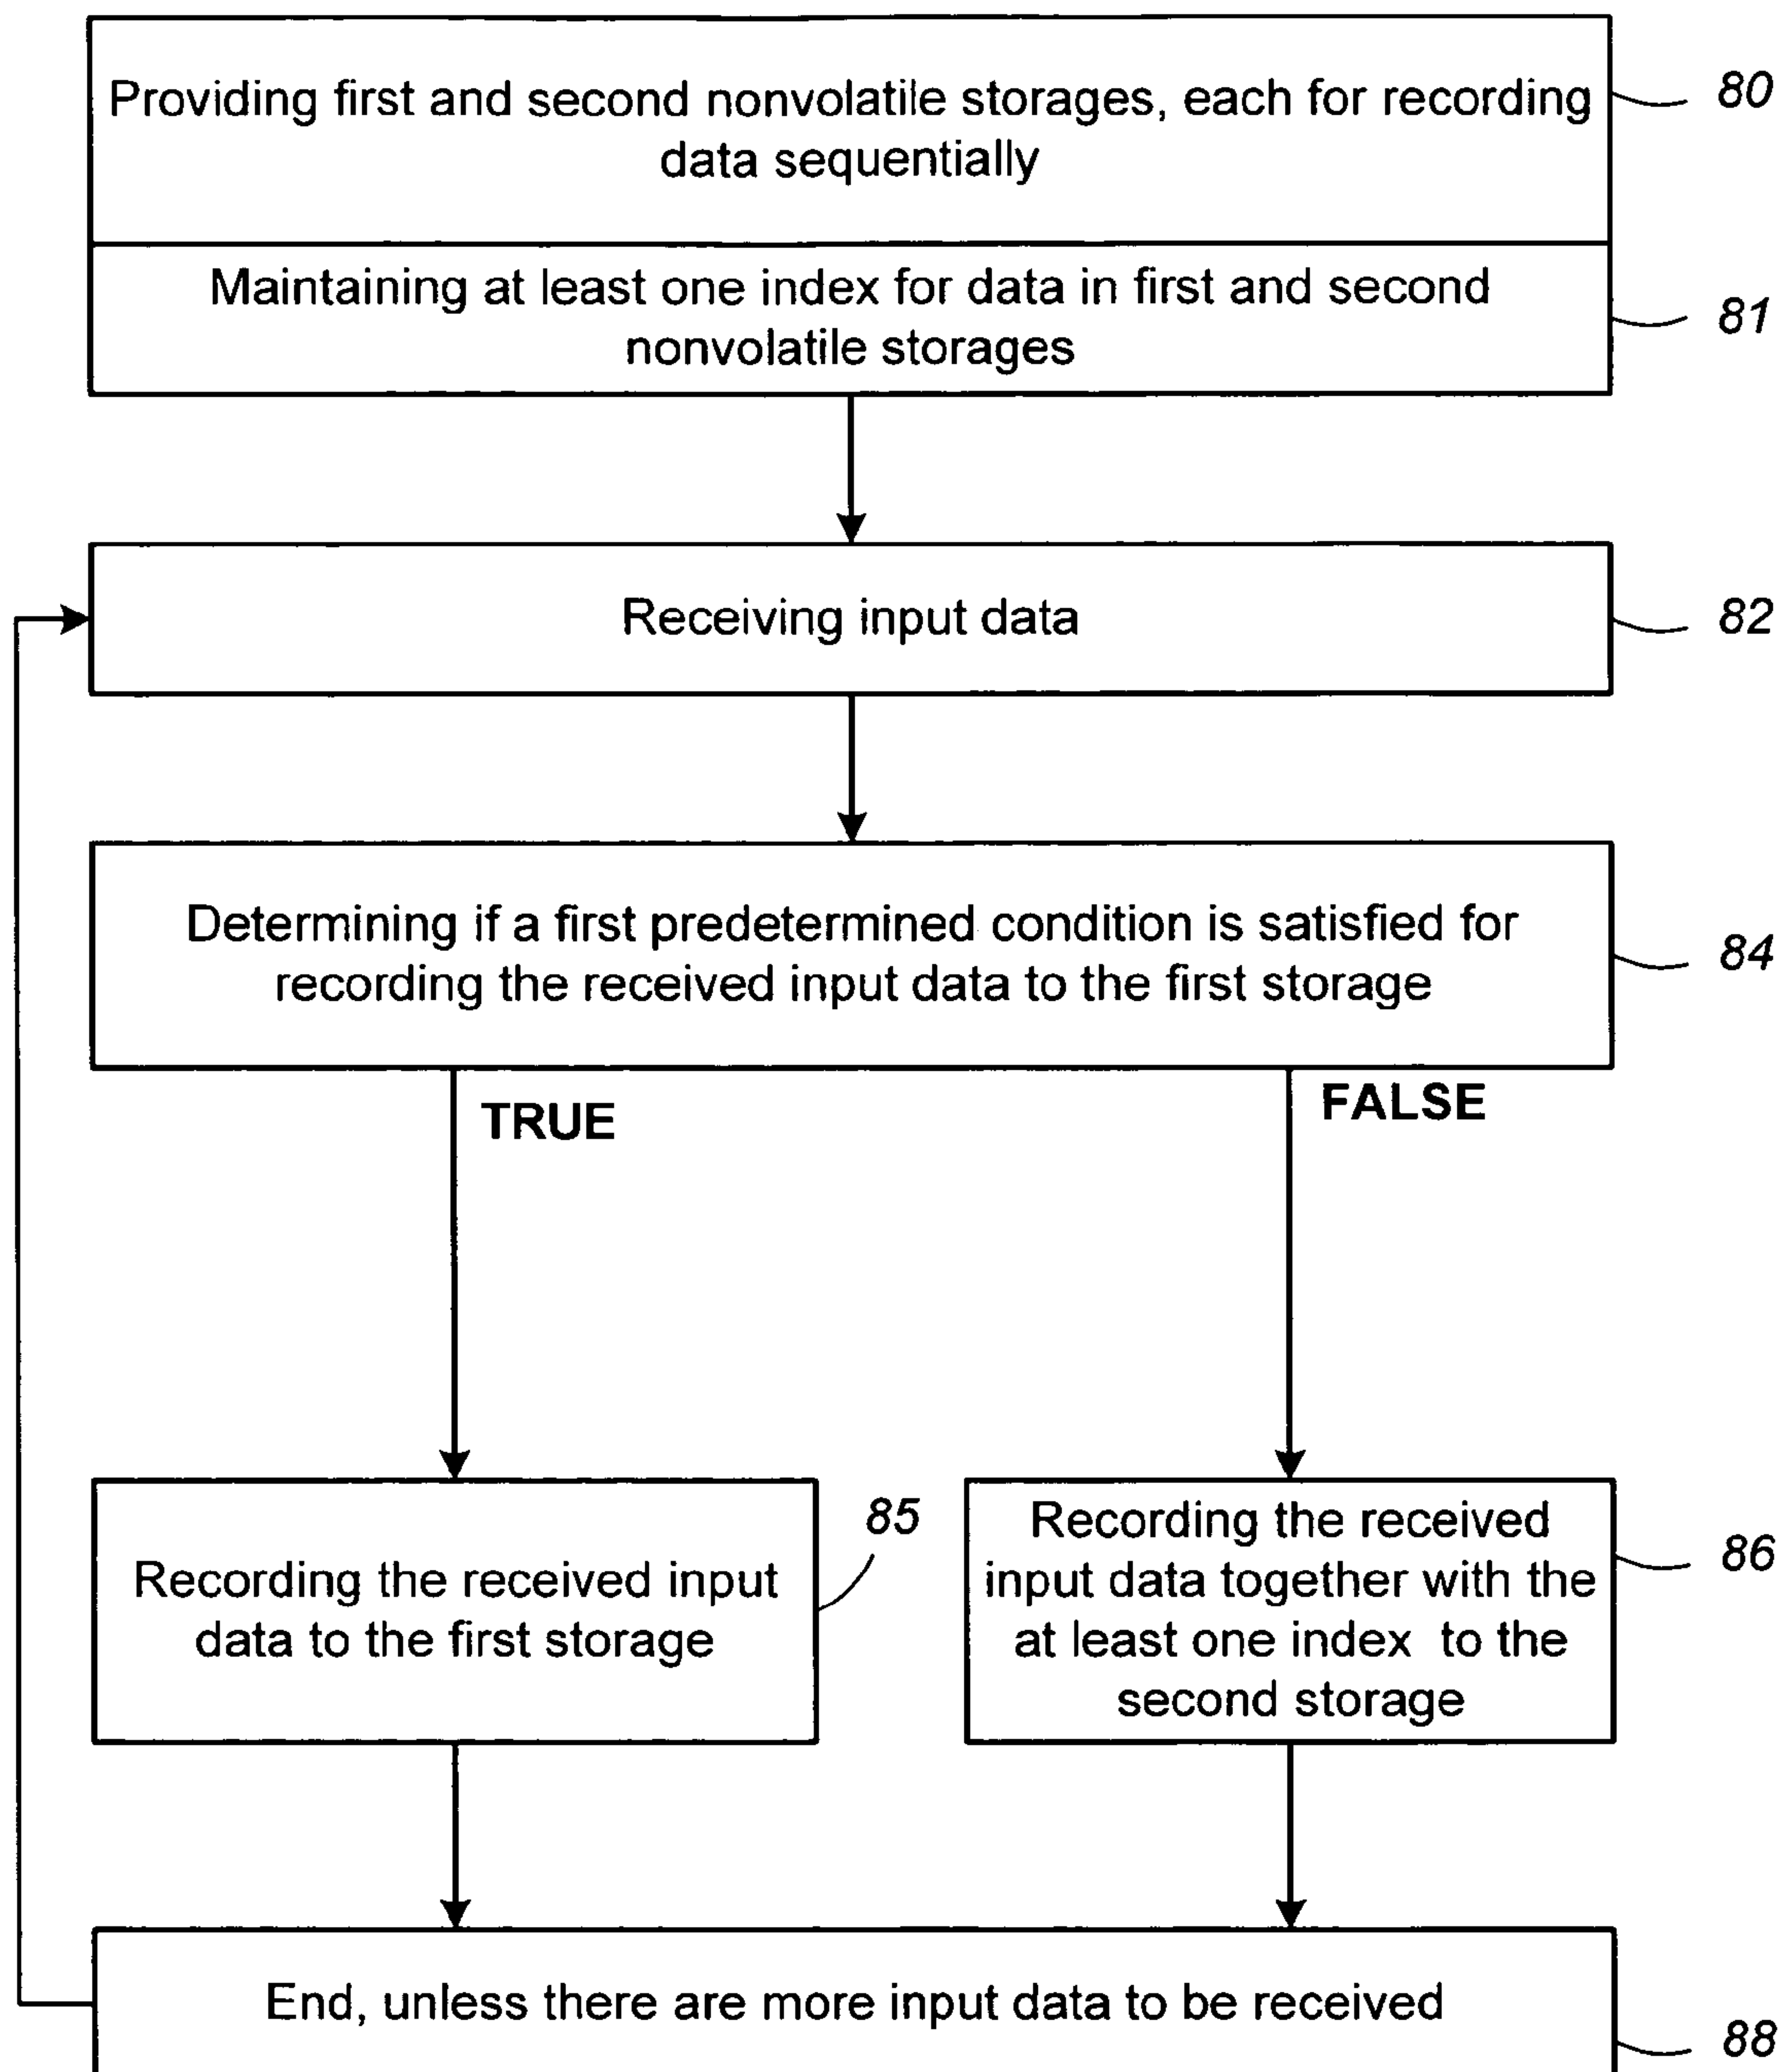 Providing first and second nonvolatile storages, each for recording
data sequentially
80
Maintaining at least one index for data in first and second
nonvolatile storages
81
Receiving input data
82
Determining if a first predetermined condition is satisfied for
recording the received input data to the first storage
84
TRUE
FALSE
Recording the received input
data to the first storage
85
Recording the received
input data together with the
at least one index to the
second storage
86
End, unless there are more input data to be received
88